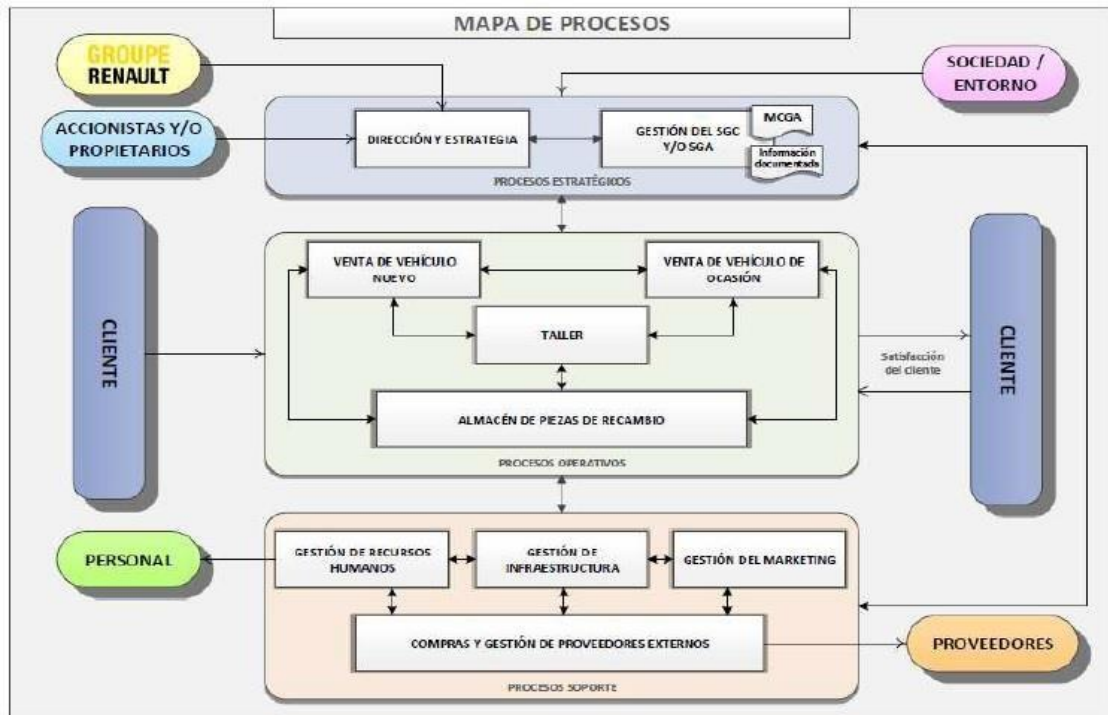 MAPA DE PROCESOS
GROUPE
RENAULT
SOCIEDAD /
ENTORNO
ACCIONISTAS Y/O
PROPIETARIOS
DIRECCIÓN Y ESTRATEGIA
GESTIÓN DEL SGC
Y/O SGA
MCGA
Información
documentada
PROCESOS ESTRATÉGICOS
CLIENTE
VENTA DE VEHÍCULO
NUEVO
VENTA DE VEHÍCULO DE
OCASIÓN
TALLER
ALMACÉN DE PIEZAS DE RECAMBIO
PROCESOS OPERATIVOS
Satisfacción
del cliente
CLIENTE
PERSONAL
GESTIÓN DE RECURSOS
HUMANOS
GESTIÓN DE
INFRAESTRUCTURA
GESTIÓN DEL MARKETING
COMPRAS Y GESTIÓN DE PROVEEDORES EXTERNOS
PROCESOS SOPORTE
PROVEEDORES